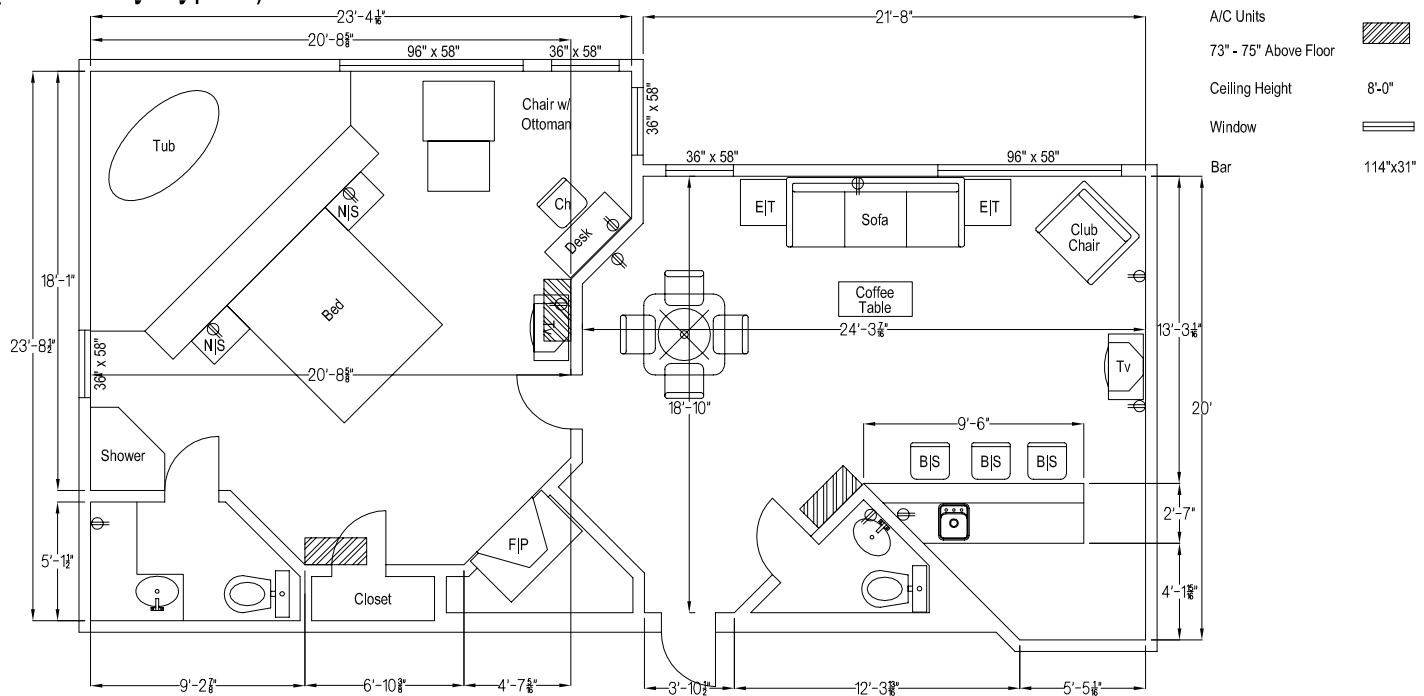 23'-4 1/16"
21'-8"
20'-8 5/8"
96" x 58"
36" x 58"
36" x 58"
A/C Units
73" - 75" Above Floor
Ceiling Height
8'-0"
Window
Bar
114"x31"
Chair w/
Ottoman
Tub
36" x 58"
96" x 58"
N|S
Ch
Desk
E|T
Sofa
E|T
Club
Chair
18'-1"
Bed
Coffee
Table
TV
24'-3 7/16"
13'-3 1/16"
23'-8 1/2"
N|S
36" x 58"
20'-8 5/8"
Tv
18'-10"
20'
9'-6"
Shower
B|S
B|S
B|S
2'-7"
F|P
5'-1 1/2"
Closet
9'-2 7/8"
6'-10 3/8"
4'-7 5/16"
3'-10 1/2"
12'-3 13/16"
5'-5 1/16"